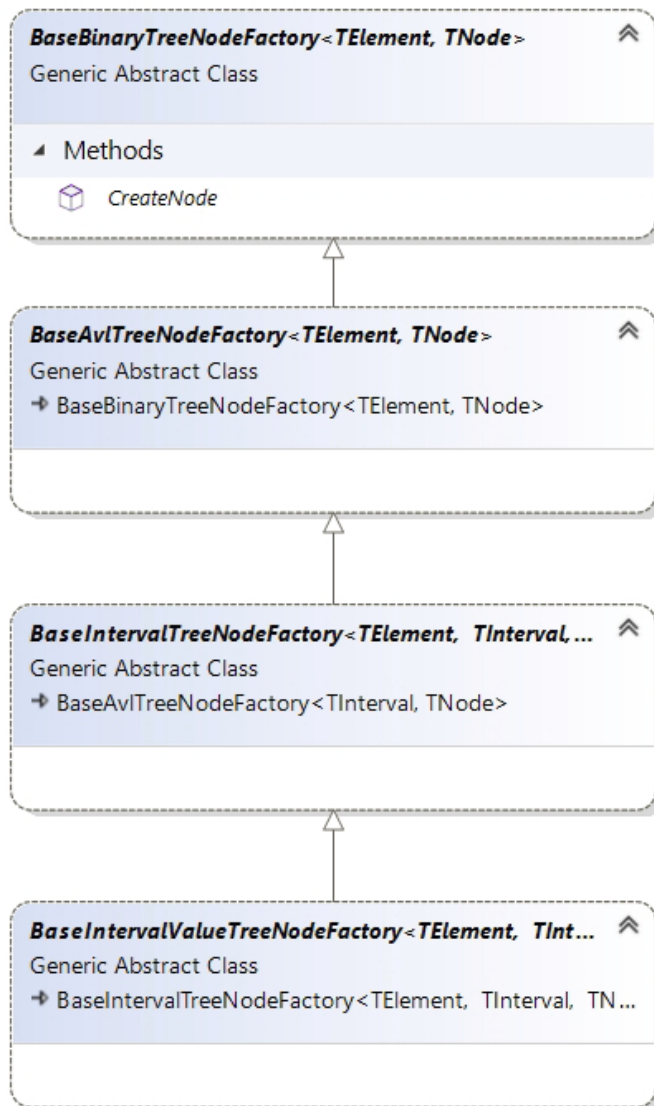 BaseBinaryTreeNodeFactory<TElement, TNode>
Generic Abstract Class
Methods
CreateNode
BaseAvlTreeNodeFactory<TElement, TNode>
Generic Abstract Class
BaseBinaryTreeNodeFactory<TElement, TNode>
BaseIntervalTreeNodeFactory<TElement, TInterval,...
Generic Abstract Class
BaseAvlTreeNodeFactory<TInterval, TNode>
BaseIntervalValueTreeNodeFactory<TElement, TInt...
Generic Abstract Class
BaseIntervalTreeNodeFactory<TElement, TInterval, TN...